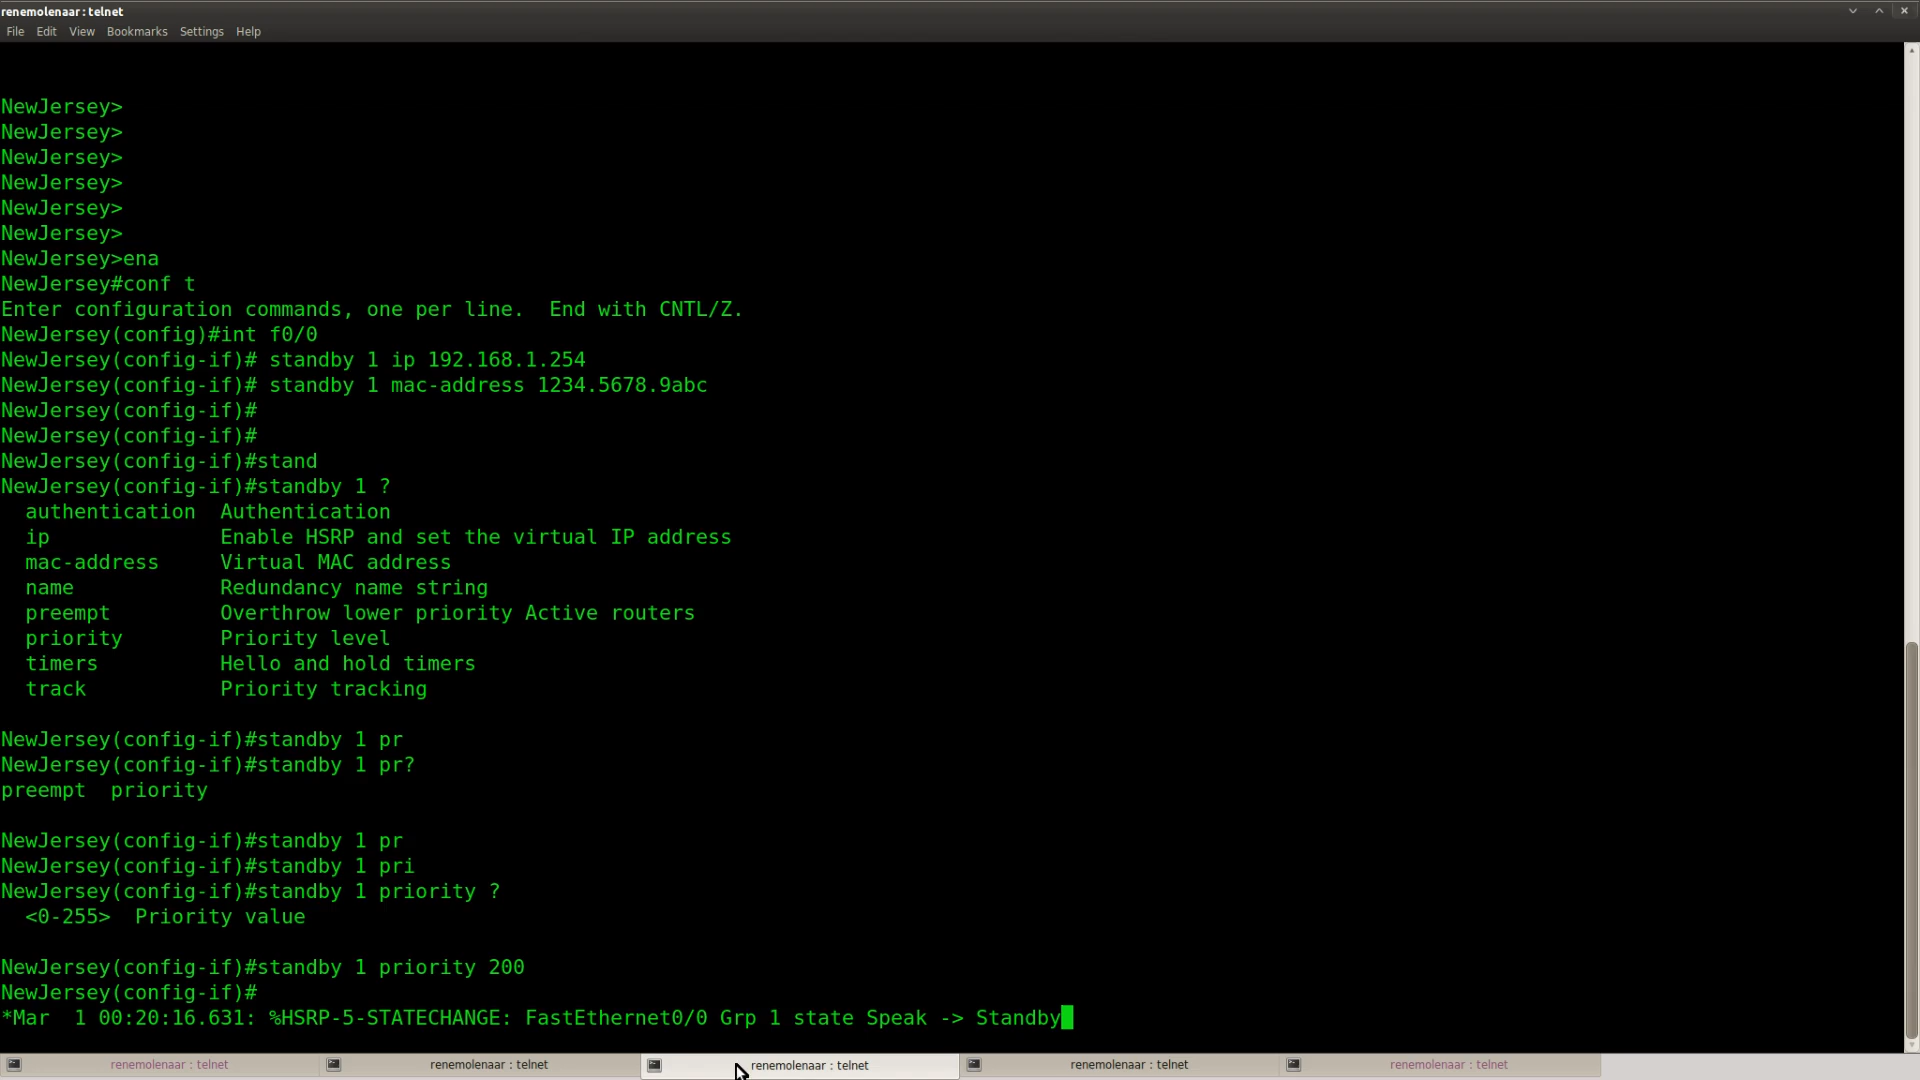 renemolenaar : telnet
File Edit View Bookmarks Settings Help
NewJersey>
NewJersey>
NewJersey>
NewJersey>
NewJersey>
NewJersey>
NewJersey>ena
NewJersey#conf t
Enter configuration commands, one per line.  End with CNTL/Z.
NewJersey(config)#int f0/0
NewJersey(config-if)# standby 1 ip 192.168.1.254
NewJersey(config-if)# standby 1 mac-address 1234.5678.9abc
NewJersey(config-if)#
NewJersey(config-if)#
NewJersey(config-if)#stand
NewJersey(config-if)#standby 1 ?
  authentication  Authentication
  ip              Enable HSRP and set the virtual IP address
  mac-address     Virtual MAC address
  name            Redundancy name string
  preempt         Overthrow lower priority Active routers
  priority        Priority level
  timers          Hello and hold timers
  track           Priority tracking
NewJersey(config-if)#standby 1 pr
NewJersey(config-if)#standby 1 pr?
preempt  priority
NewJersey(config-if)#standby 1 pr
NewJersey(config-if)#standby 1 pri
NewJersey(config-if)#standby 1 priority ?
  <0-255>  Priority value
NewJersey(config-if)#standby 1 priority 200
NewJersey(config-if)#
*Mar  1 00:20:16.631: %HSRP-5-STATECHANGE: FastEthernet0/0 Grp 1 state Speak -> Standby
renemolenaar : telnet renemolenaar : telnet renemolenaar : telnet renemolenaar : telnet renemolenaar : telnet